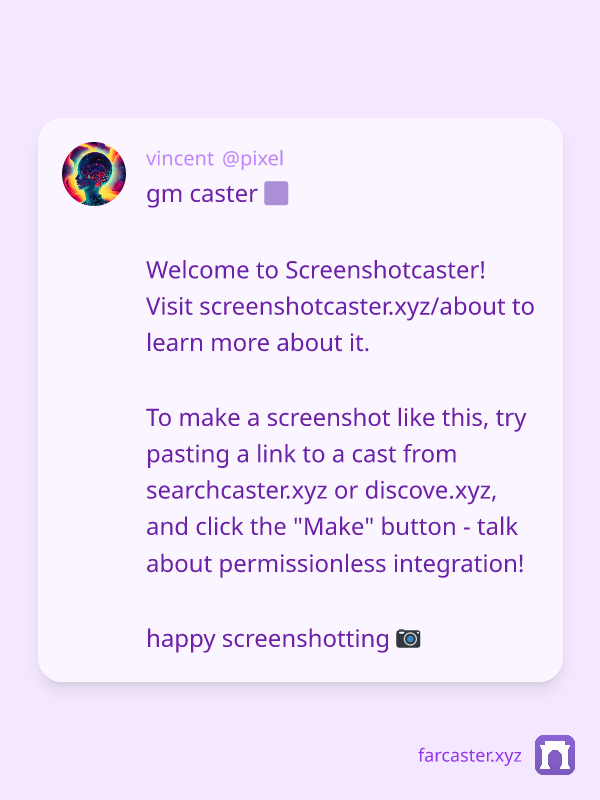 vincent @pixel
gm caster 🟪
Welcome to Screenshotcaster!
Visit screenshotcaster.xyz/about to
learn more about it.
To make a screenshot like this, try
pasting a link to a cast from
searchcaster.xyz or discove.xyz,
and click the "Make" button - talk
about permissionless integration!
happy screenshotting 📷
farcaster.xyz